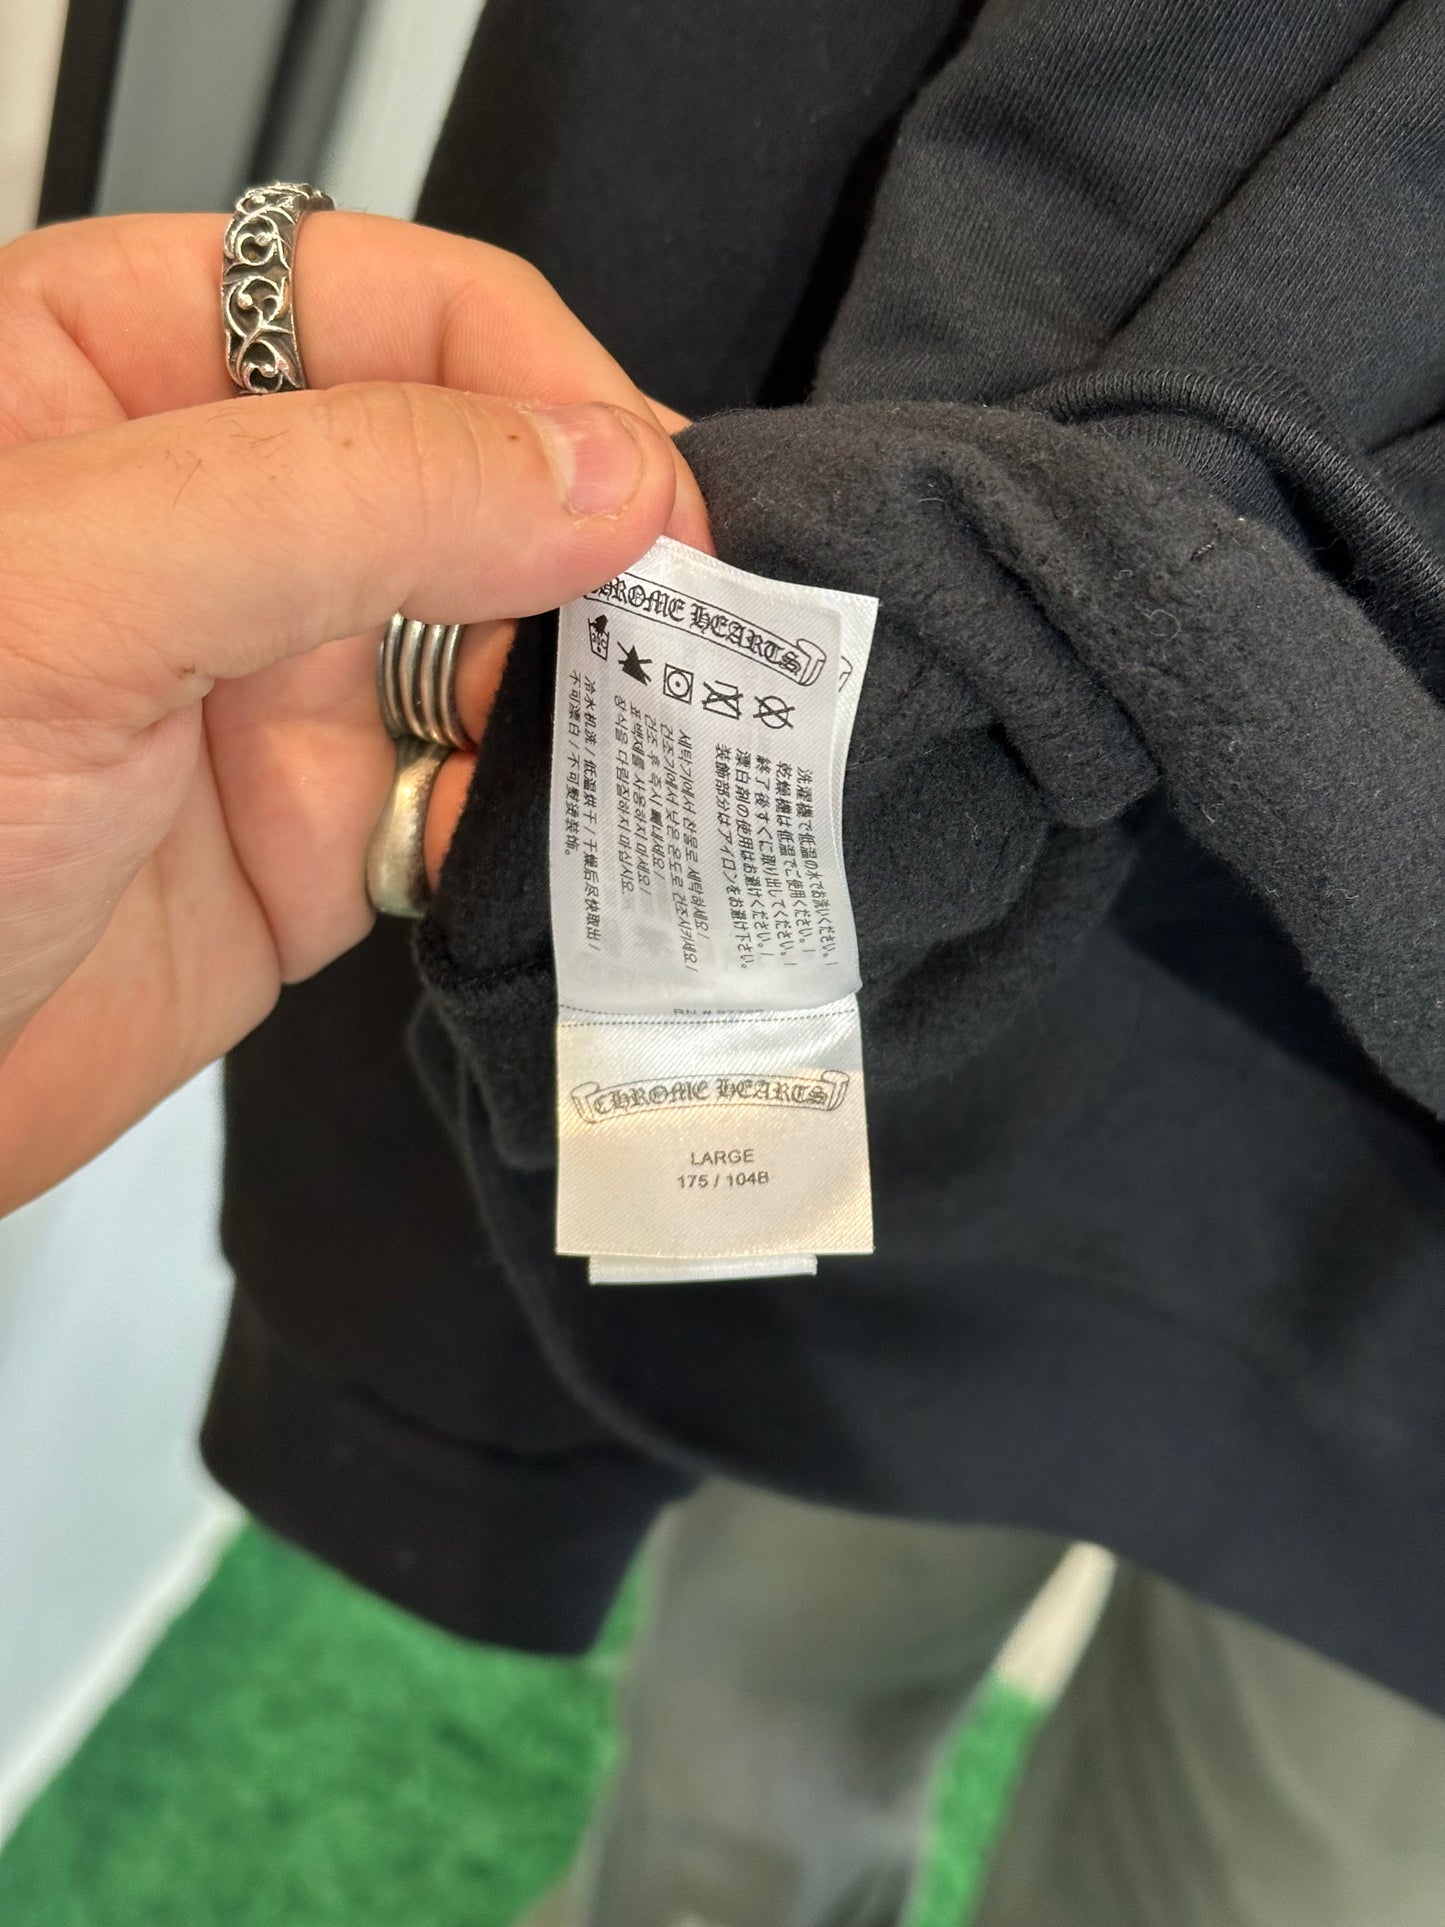 CHROME HEARTS
洗濯機で低温の水でお洗いください。/
乾燥機は低温でご使用ください。/
終了後すぐに取り出してください。/
漂白剤の使用はお避けください。/
装飾部分はアイロンをお避け下さい。
세탁기에서 찬물로 세탁하세요/
건조기에서 낮은 온도로 건조시키세요/
건조 후 즉시 빼내세요/
표백제를 사용하지 마세요/
장식을 다림질하지 마십시오.
冷水机洗 / 低温烘干 / 干燥后尽快取出 /
不可漂白 / 不可熨烫装饰。
RN #
CHROME HEARTS
LARGE
175 / 104B